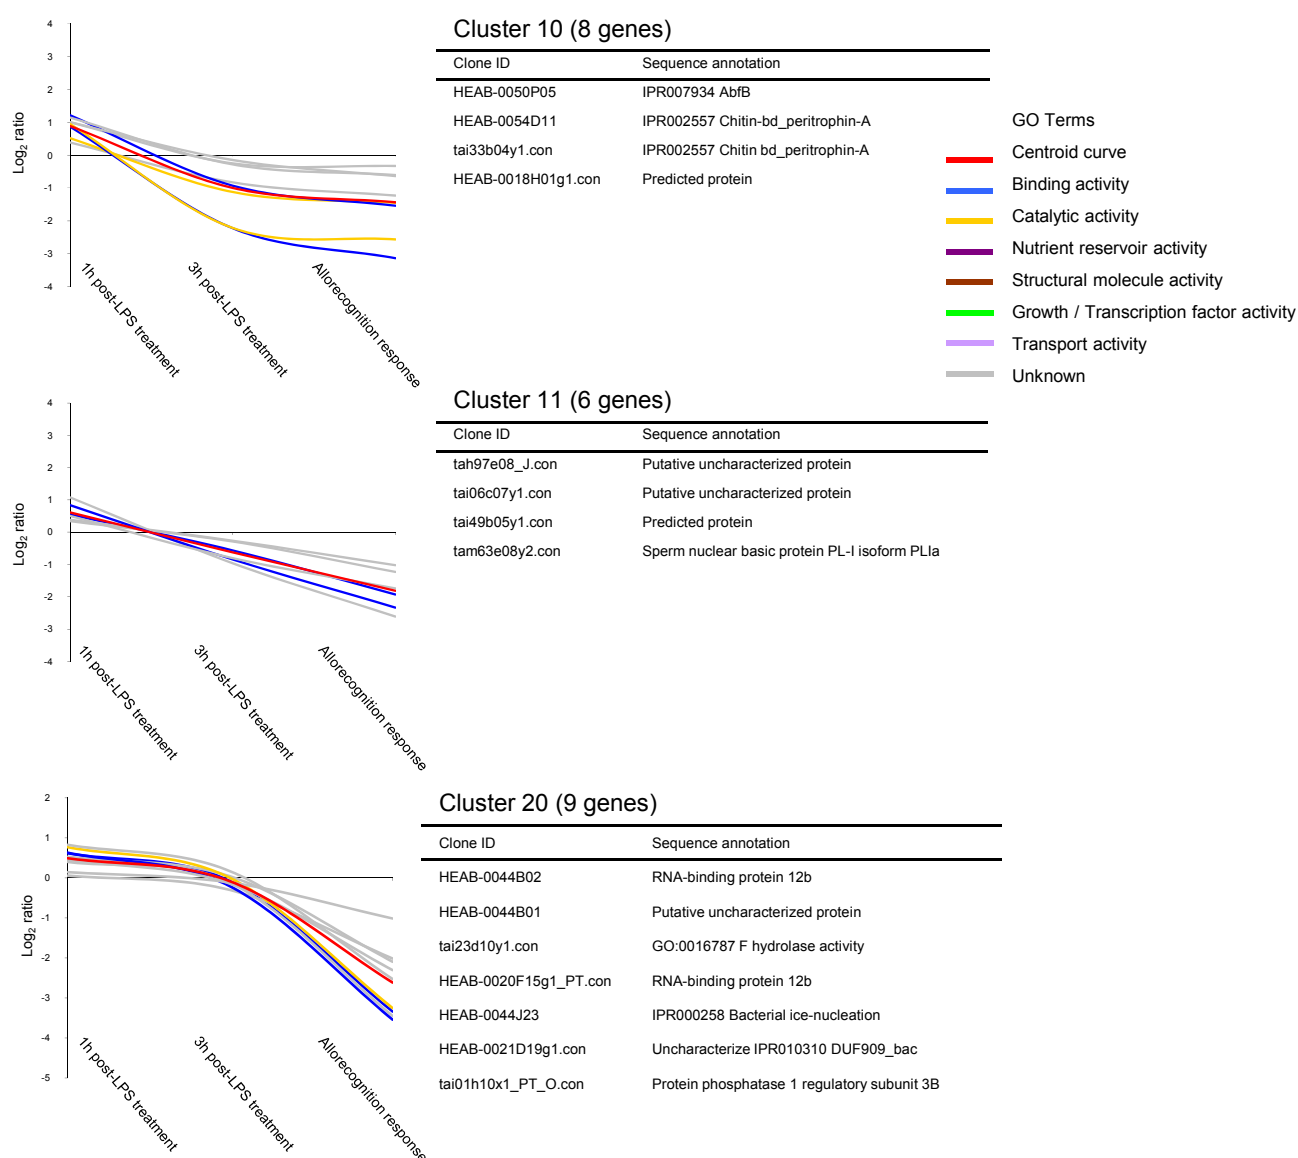 Cluster 10 (8 genes)
Clone ID Sequence annotation
HEAB-0050P05 IPR007934 AbfB
HEAB-0054D11 IPR002557 Chitin-bd_peritrophin-A
tai33b04y1.con IPR002557 Chitin bd_peritrophin-A
HEAB-0018H01g1.con Predicted protein
4
3
2
1
0
-1
-2
-3
-4
Log2 ratio
1h post-LPS treatment
3h post-LPS treatment
Allorecognition response
GO Terms
Centroid curve
Binding activity
Catalytic activity
Nutrient reservoir activity
Structural molecule activity
Growth / Transcription factor activity
Transport activity
Unknown
Cluster 11 (6 genes)
Clone ID Sequence annotation
tah97e08_J.con Putative uncharacterized protein
tai06c07y1.con Putative uncharacterized protein
tai49b05y1.con Predicted protein
tam63e08y2.con Sperm nuclear basic protein PL-I isoform PLIa
4
3
2
1
0
-1
-2
-3
-4
Log2 ratio
1h post-LPS treatment
3h post-LPS treatment
Allorecognition response
Cluster 20 (9 genes)
Clone ID Sequence annotation
HEAB-0044B02 RNA-binding protein 12b
HEAB-0044B01 Putative uncharacterized protein
tai23d10y1.con GO:0016787 F hydrolase activity
HEAB-0020F15g1_PT.con RNA-binding protein 12b
HEAB-0044J23 IPR000258 Bacterial ice-nucleation
HEAB-0021D19g1.con Uncharacterize IPR010310 DUF909_bac
tai01h10x1_PT_O.con Protein phosphatase 1 regulatory subunit 3B
2
1
0
-1
-2
-3
-4
-5
Log2 ratio
1h post-LPS treatment
3h post-LPS treatment
Allorecognition response